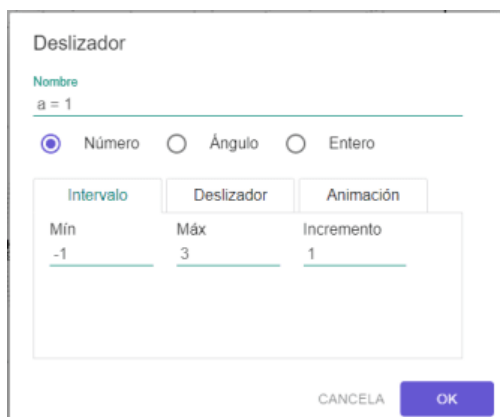 Deslizador
Nombre
a = 1
Número Ángulo Entero
Intervalo Deslizador Animación
Mín Máx Incremento
-1 3 1
CANCELA OK